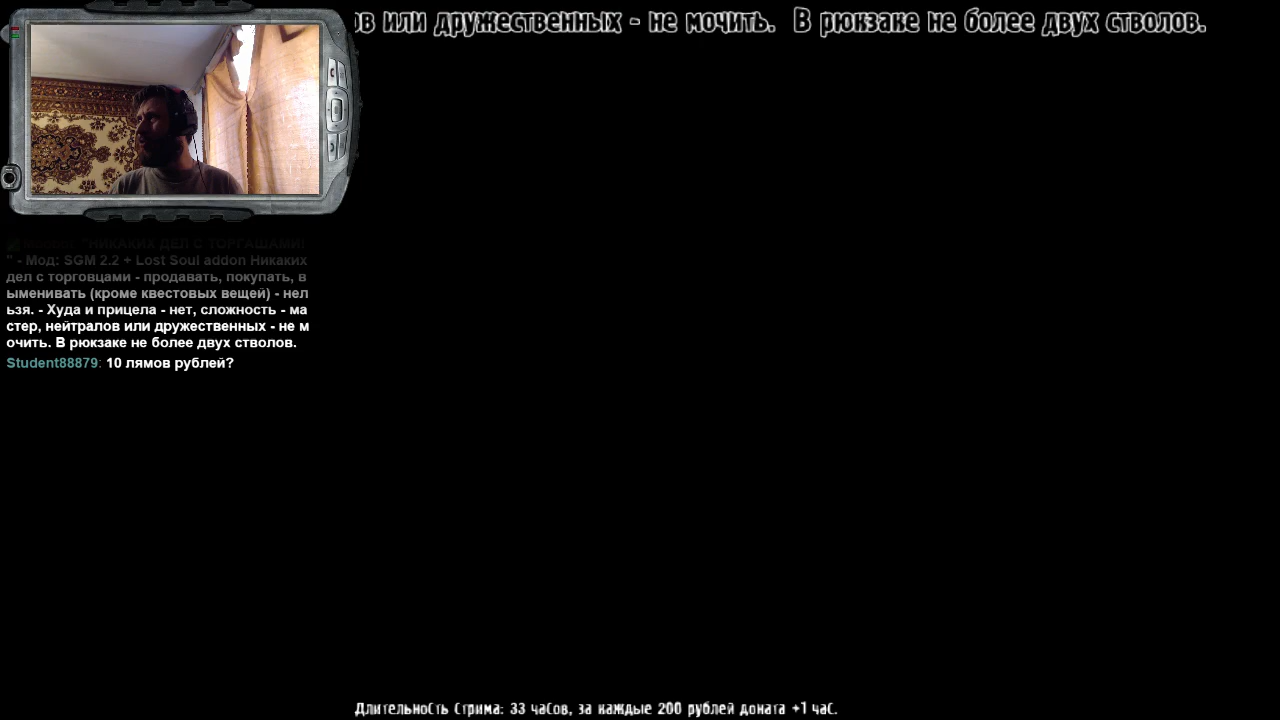 ов или дружественных - не мочить. В рюкзаке не более двух стволов.
"НИКАКИХ ДЕЛ С ТОРГАШАМИ!
" - Мод: SGM 2.2 + Lost Soul addon Никаких
дел с торговцами - продавать, покупать, в
ыменивать (кроме квестовых вещей) - нел
ьзя. - Худа и прицела - нет, сложность - ма
стер, нейтралов или дружественных - не м
очить. В рюкзаке не более двух стволов.
Student88879: 10 лямов рублей?
Длительность стрима: 33 часов, за каждые 200 рублей доната +1 час.